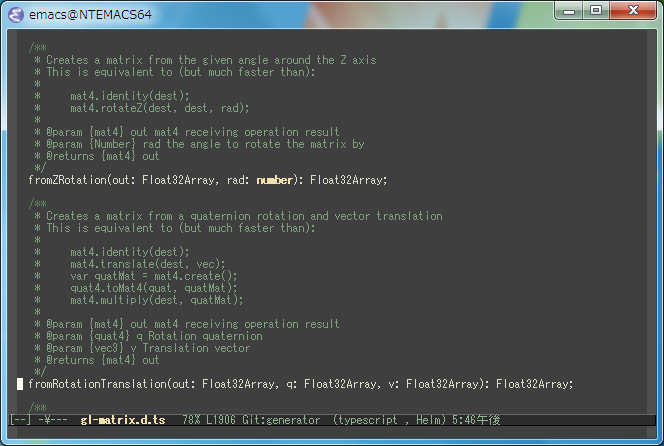 emacs@NTEMACS64
/**
 * Creates a matrix from the given angle around the Z axis
 * This is equivalent to (but much faster than):
 *
 *     mat4.identity(dest);
 *     mat4.rotateZ(dest, dest, rad);
 *
 * @param {mat4} out mat4 receiving operation result
 * @param {Number} rad the angle to rotate the matrix by
 * @returns {mat4} out
 */
fromZRotation(out: Float32Array, rad: number): Float32Array;
/**
 * Creates a matrix from a quaternion rotation and vector translation
 * This is equivalent to (but much faster than):
 *
 *     mat4.identity(dest);
 *     mat4.translate(dest, vec);
 *     var quatMat = mat4.create();
 *     quat4.toMat4(quat, quatMat);
 *     mat4.multiply(dest, quatMat);
 *
 * @param {mat4} out mat4 receiving operation result
 * @param {quat4} q Rotation quaternion
 * @param {vec3} v Translation vector
 * @returns {mat4} out
 */
fromRotationTranslation(out: Float32Array, q: Float32Array, v: Float32Array): Float32Array;
/**
[--] -¥--- gl-matrix.d.ts 78% L1906 Git:generator (typescript , Helm) 5:46午後